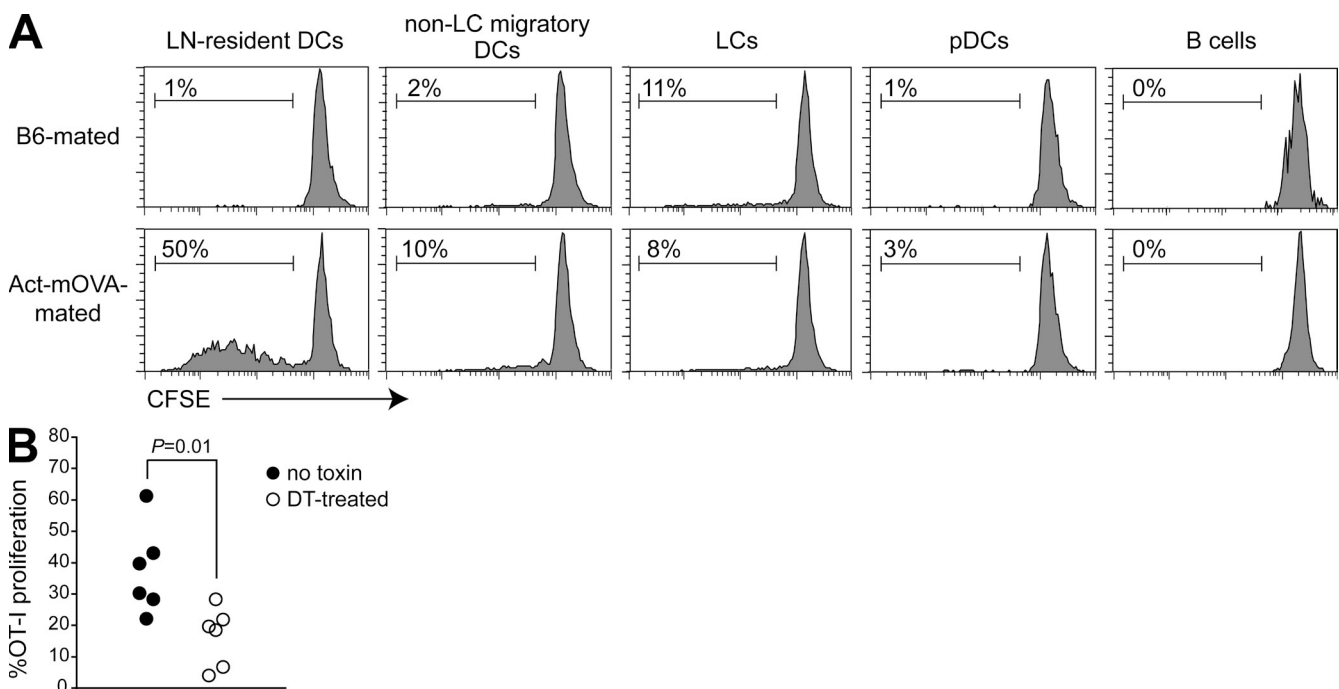 A
LN-resident DCs
non-LC migratory
DCs
LCs
pDCs
B cells
B6-mated
1%
2%
11%
1%
0%
Act-mOVA-
mated
50%
10%
8%
3%
0%
CFSE
B
P=0.01
no toxin
DT-treated
%OT-I proliferation
80
70
60
50
40
30
20
10
0